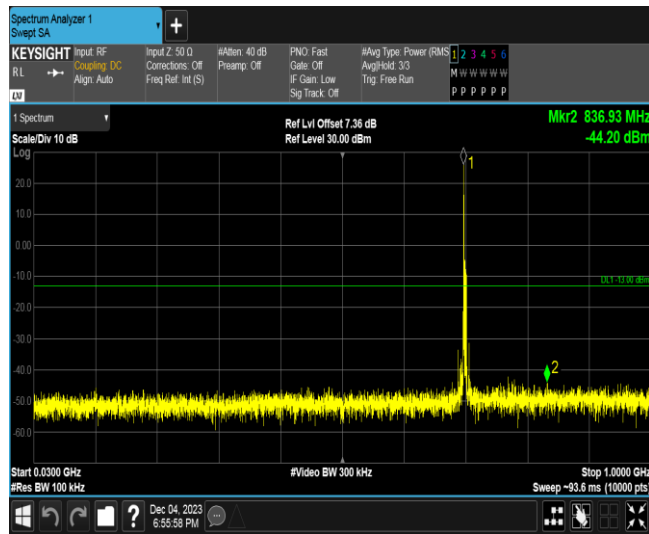 Spectrum Analyzer 1
Swept SA
+
KEYSIGHT Input: RF Input Z: 50 Ω #Atten: 40 dB PNO: Fast #Avg Type: Power (RMS 1 2 3 4 5 6
RL Coupling: DC Corrections: Off Preamp: Off Gate: Off Avg|Hold: 3/3 M W W W W W
Align: Auto Freq Ref: Int (S) IF Gain: Low Trig: Free Run
Sig Track: Off P P P P P P
LXI
1 Spectrum Ref Lvl Offset 7.36 dB Mkr2 836.93 MHz
Scale/Div 10 dB Ref Level 30.00 dBm -44.20 dBm
Log
1
20.0
10.0
0.00
-10.0
DL1 -13.00 dBm
-20.0
-30.0
-40.0
2
-50.0
-60.0
Start 0.0300 GHz #Video BW 300 kHz Stop 1.0000 GHz
#Res BW 100 kHz Sweep ~93.6 ms (10000 pts)
? Dec 04, 2023
6:55:58 PM